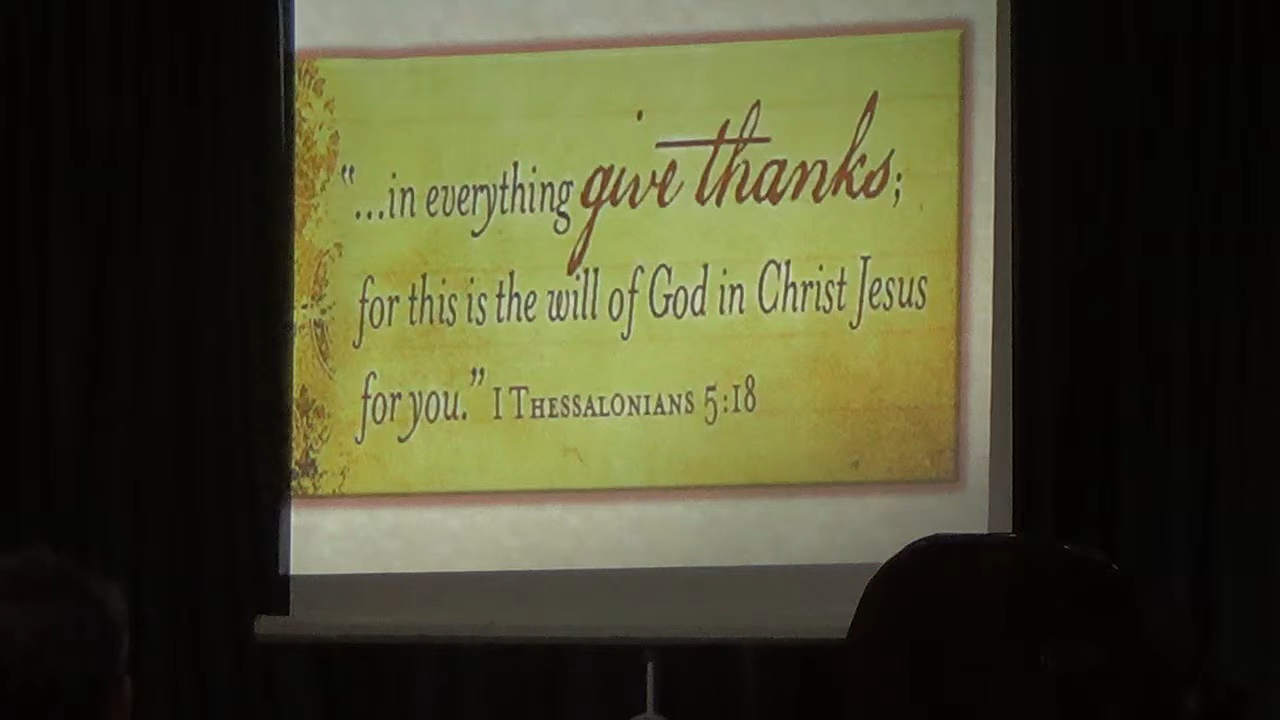 “...in everything give thanks;
for this is the will of God in Christ Jesus
for you.” I THESSALONIANS 5:18